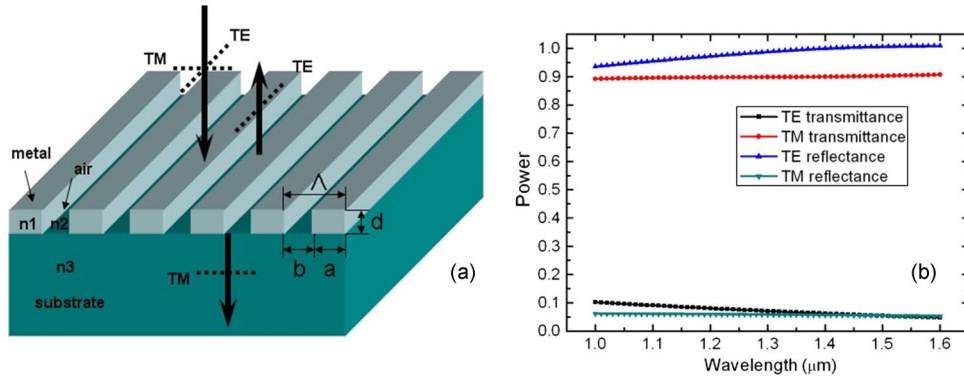 TM
TE
TE
metal
air
n1
n2
Λ
d
b
a
n3
TM
substrate
(a)
Power
1.0
0.9
0.8
0.7
0.6
0.5
0.4
0.3
0.2
0.1
0.0
TE transmittance
TM transmittance
TE reflectance
TM reflectance
(b)
1.0 1.1 1.2 1.3 1.4 1.5 1.6
Wavelength (μm)